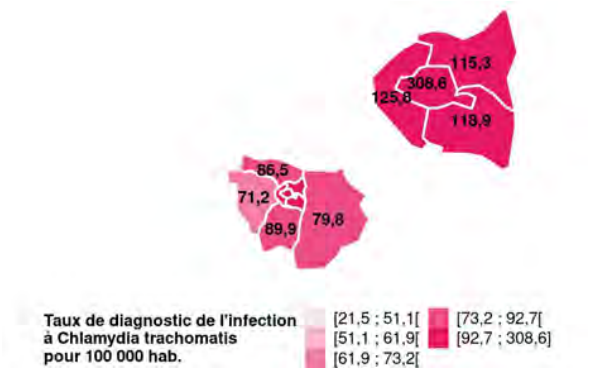 115,3
308,6
125,8
118,9
86,5
71,2
79,8
89,9
Taux de diagnostic de l'infection
à Chlamydia trachomatis
pour 100 000 hab.
[21,5 ; 51,1[
[51,1 ; 61,9[
[61,9 ; 73,2[
[73,2 ; 92,7[
[92,7 ; 308,6]